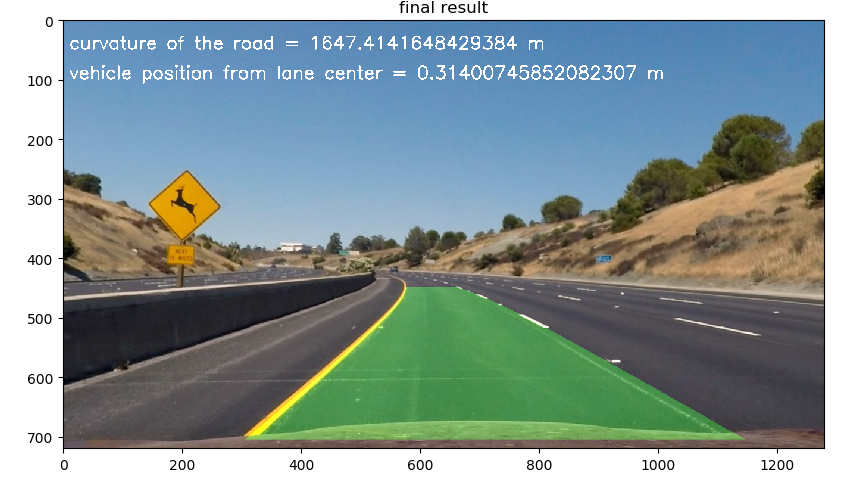 final result
curvature of the road = 1647.4141648429384 m
vehicle position from lane center = 0.31400745852082307 m
0
100
200
300
400
500
600
700
NEXT
0 200 400 600 800 1000 1200